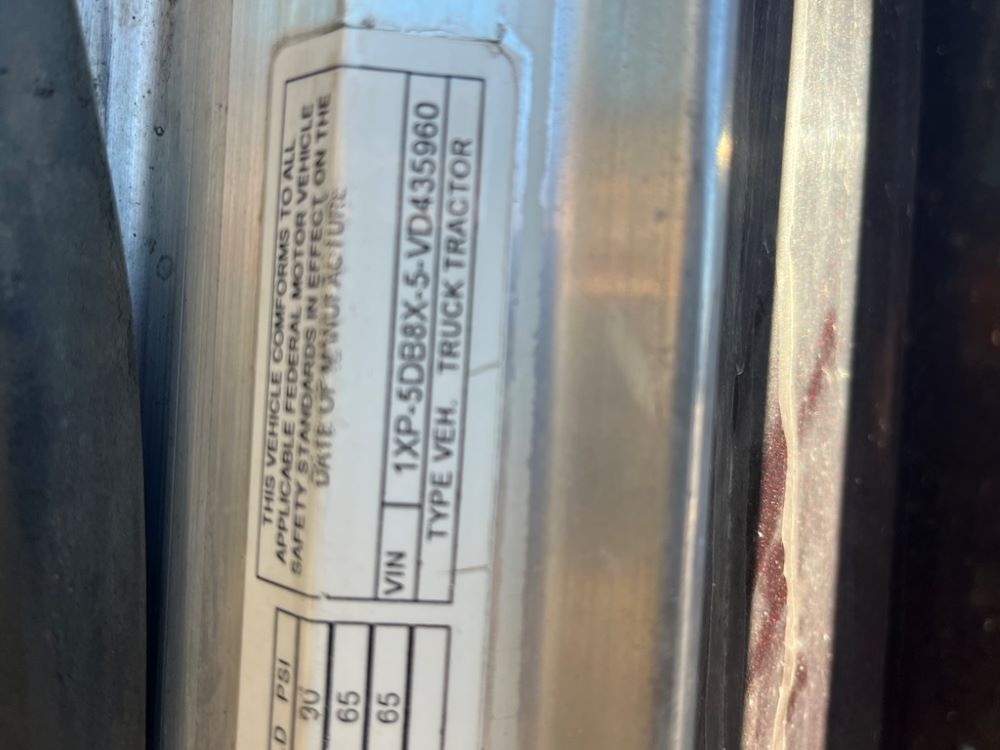 THIS VEHICLE COMFORMS TO ALL
APPLICABLE FEDERAL MOTOR VEHICLE
SAFETY STANDARDS IN EFFECT ON THE
DATE OF MANUFACTURE
VIN 1XP-5DB8X-5-VD435960
TYPE VEH. TRUCK TRACTOR
D PSI
90
65
65